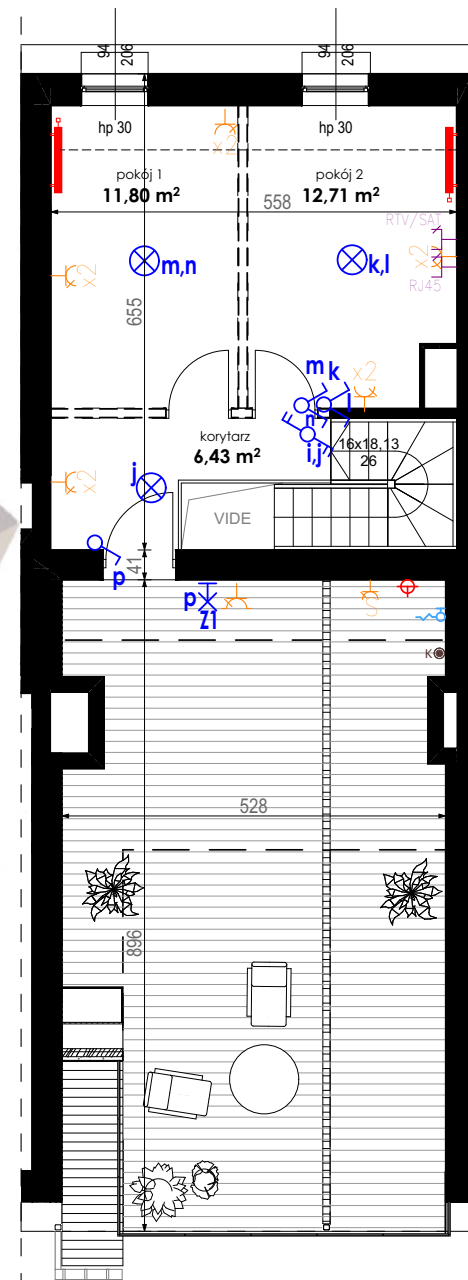 94
206
94
206
hp 30
hp 30
x2
pokój 1
11,80 m²
pokój 2
12,71 m²
558
RTV/SAT
x2
RJ45
m,n
k,l
x2
655
m
k
x2
n
l
i,j
korytarz
6,43 m²
16x18,13
26
j
x2
VIDE
p
41
p
Z1
S
K
528
896